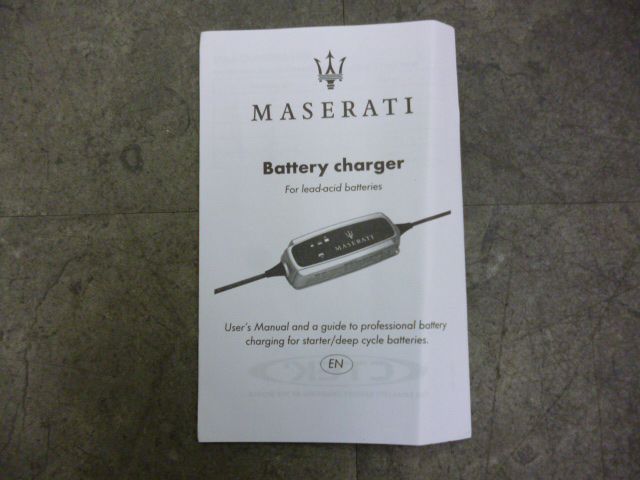 MASERATI
Battery charger
For lead-acid batteries
MASERATI
User's Manual and a guide to professional battery
charging for starter/deep cycle batteries.
EN